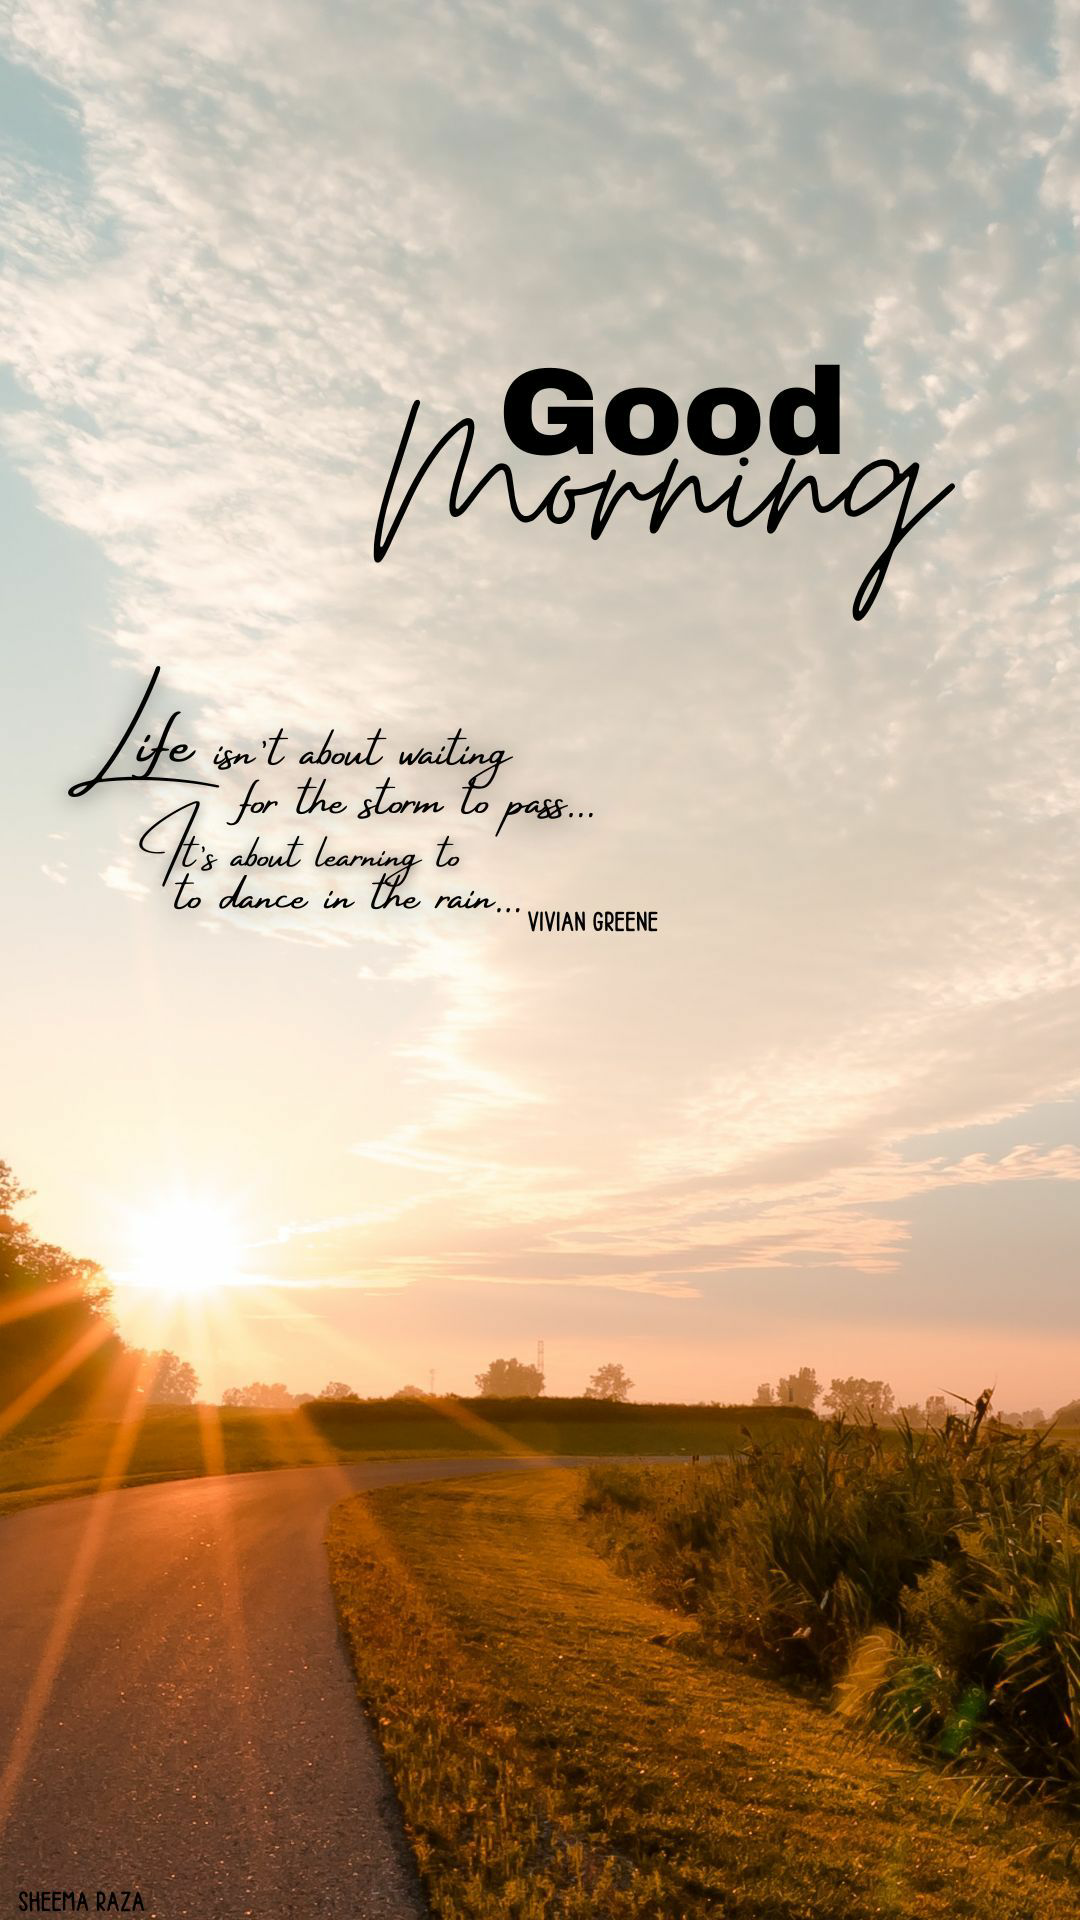 Good
Morning
Life isn't about waiting
for the storm to pass...
It's about learning to
to dance in the rain...
VIVIAN GREENE
SHEEMA RAZA